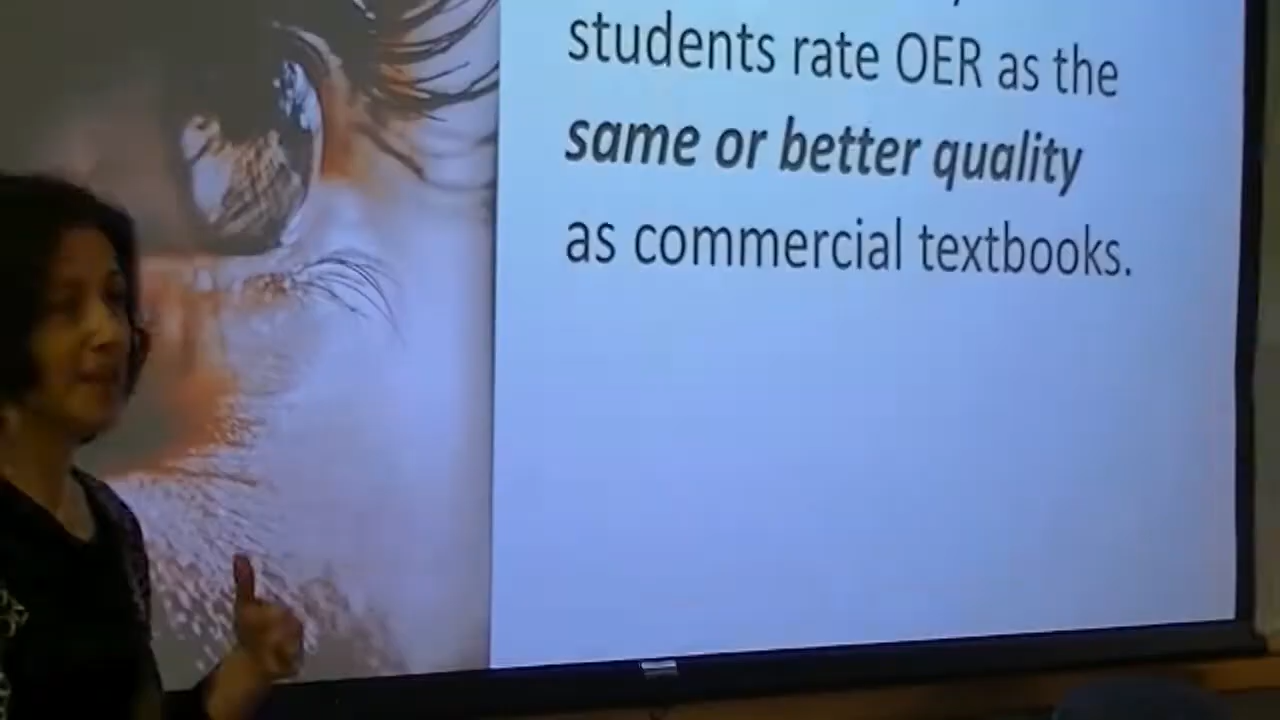 students rate OER as the
same or better quality
as commercial textbooks.